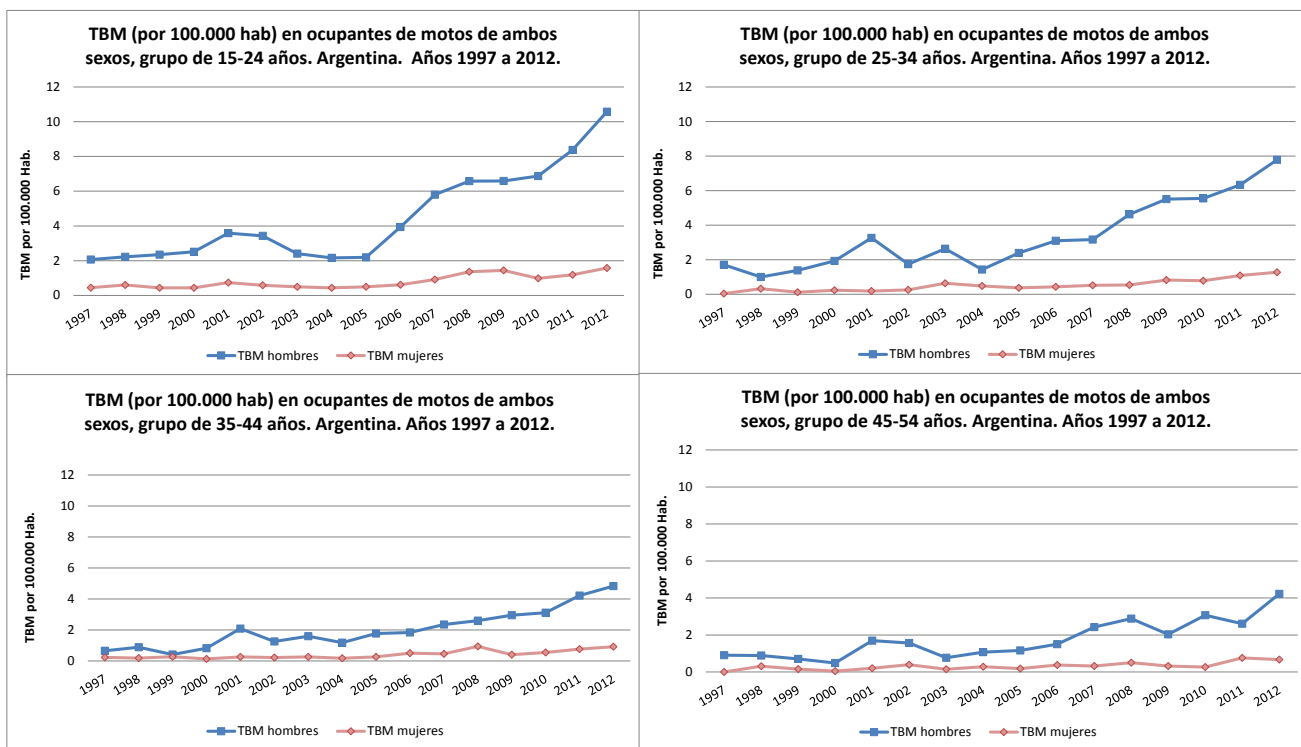 TBM (por 100.000 hab) en ocupantes de motos de ambos
sexos, grupo de 15-24 años. Argentina.  Años 1997 a 2012.
TBM por 100.000 Hab.
12
10
8
6
4
2
0
1997 1998 1999 2000 2001 2002 2003 2004 2005 2006 2007 2008 2009 2010 2011 2012
TBM hombres TBM mujeres
TBM (por 100.000 hab) en ocupantes de motos de ambos
sexos, grupo de 25-34 años. Argentina. Años 1997 a 2012.
TBM por 100.000 Hab.
12
10
8
6
4
2
0
1997 1998 1999 2000 2001 2002 2003 2004 2005 2006 2007 2008 2009 2010 2011 2012
TBM hombres TBM mujeres
TBM (por 100.000 hab) en ocupantes de motos de ambos
sexos, grupo de 35-44 años. Argentina. Años 1997 a 2012.
TBM por 100.000 Hab.
12
10
8
6
4
2
0
1997 1998 1999 2000 2001 2002 2003 2004 2005 2006 2007 2008 2009 2010 2011 2012
TBM hombres TBM mujeres
TBM (por 100.000 hab) en ocupantes de motos de ambos
sexos, grupo de 45-54 años. Argentina. Años 1997 a 2012.
TBM por 100.000 Hab.
12
10
8
6
4
2
0
1997 1998 1999 2000 2001 2002 2003 2004 2005 2006 2007 2008 2009 2010 2011 2012
TBM hombres TBM mujeres